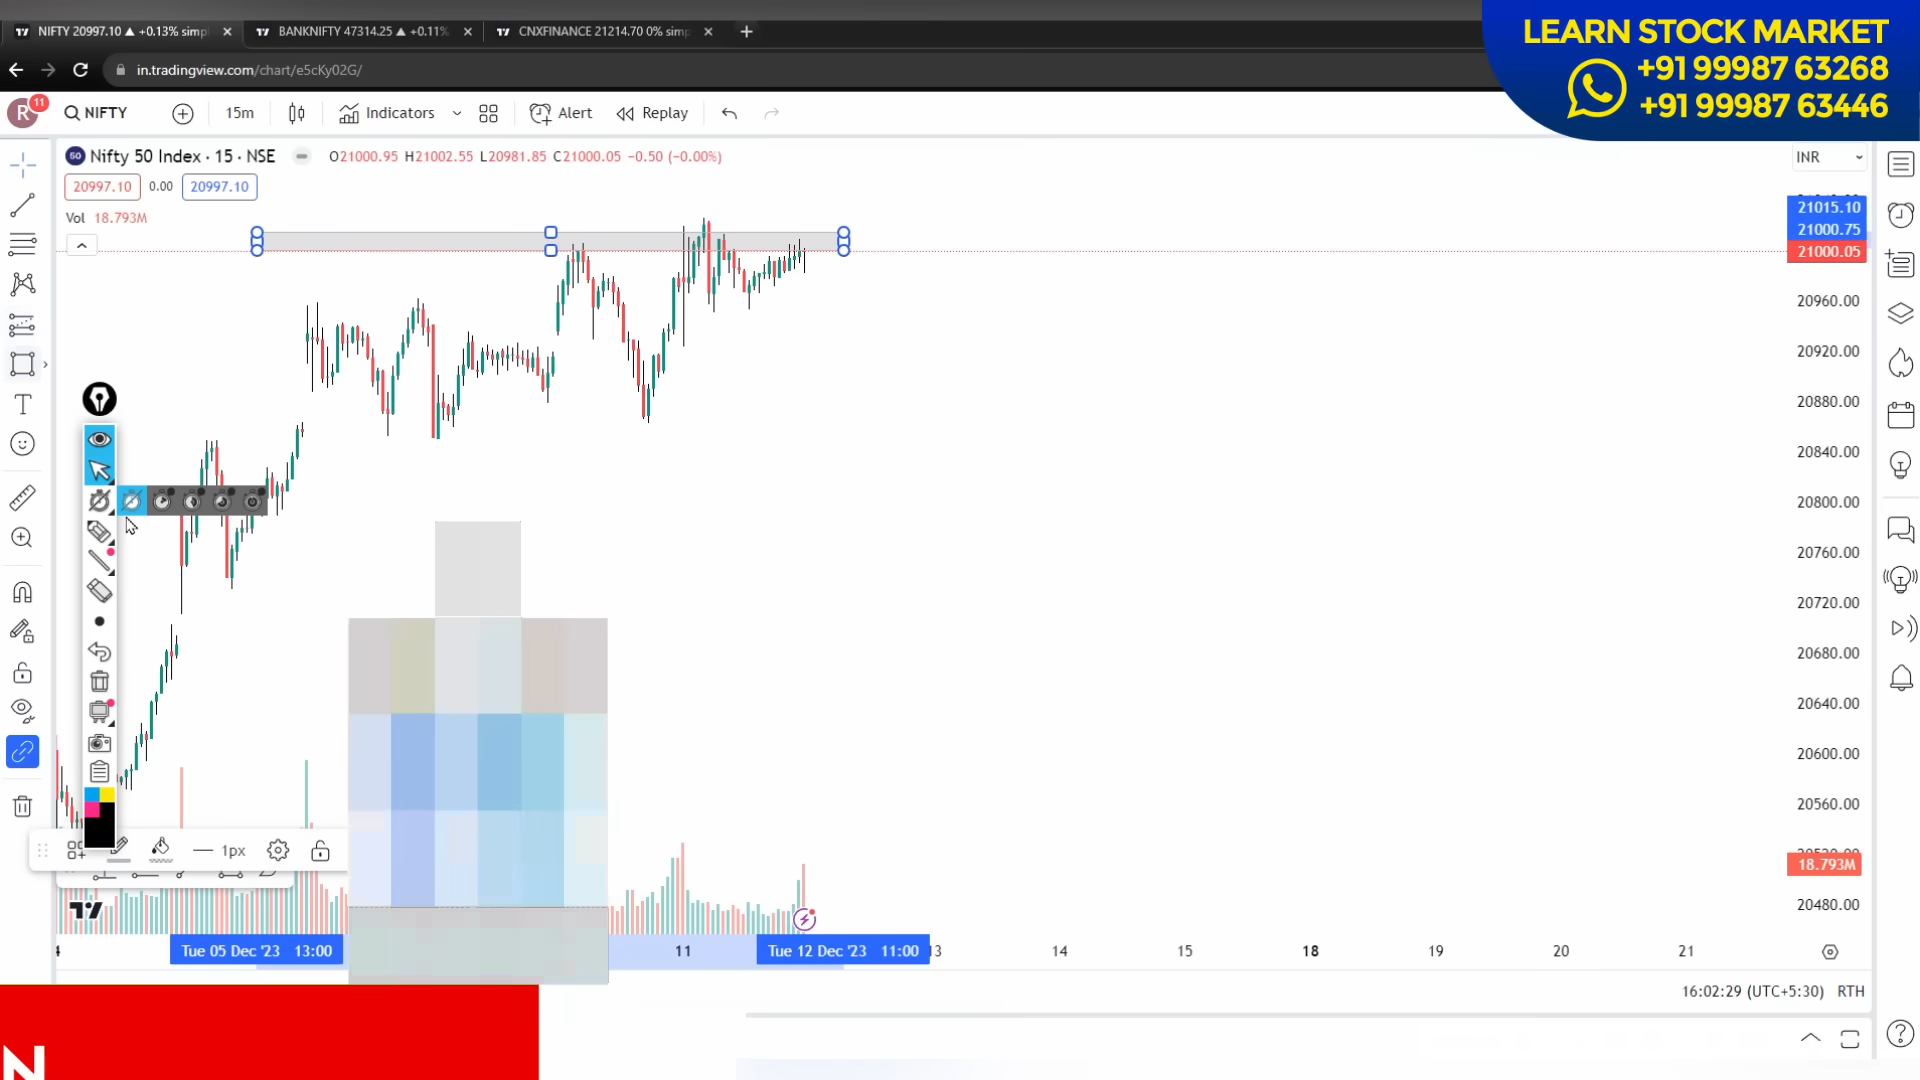 NIFTY 20997.10 ▲ +0.13% simpl
BANKNIFTY 47314.25 ▲ +0.11%
CNXFINANCE 21214.70 0% simp
LEARN STOCK MARKET
+91 99987 63268
+91 99987 63446
in.tradingview.com/chart/e5cKy02G/
R
11
NIFTY
15m
Indicators
Alert
Replay
50
Nifty 50 Index · 15 · NSE
O21000.95 H21002.55 L20981.85 C21000.05 −0.50 (−0.00%)
INR
20997.10
0.00
20997.10
Vol 18.793M
21015.10
21000.75
21000.05
20960.00
20920.00
20880.00
20840.00
20800.00
20760.00
20720.00
20680.00
20640.00
20600.00
20560.00
18.793M
20480.00
1px
4
Tue 05 Dec '23 13:00
11
Tue 12 Dec '23 11:00
13
14
15
18
19
20
21
16:02:29 (UTC+5:30)
RTH
N